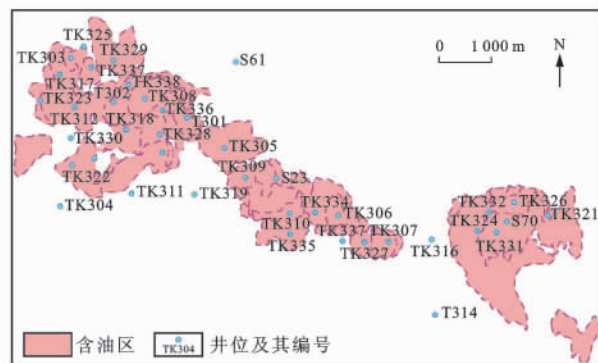 TK325
TK303
TK329
TK337
TK317
TK338
S61
0 1 000 m
N
TK323
T302
TK308
TK336
TK312
TK318
T301
TK328
TK330
TK305
TK322
TK309
S23
TK311
TK319
TK304
TK334
TK306
TK332
TK326
TK324
S70
TK321
TK310
TK337
TK307
TK335
TK327
TK316
TK331
T314
含油区
TK304
井位及其编号